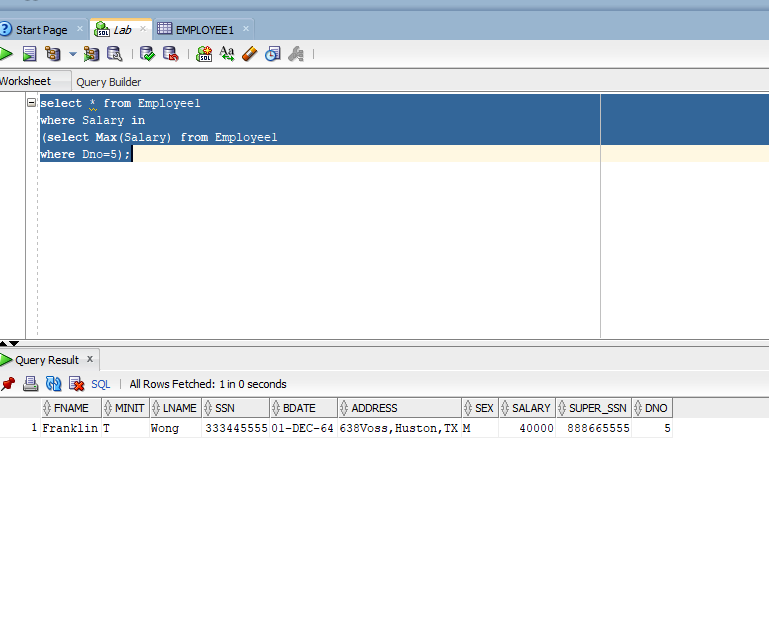 Start Page × Lab × EMPLOYEE1 ×
Worksheet Query Builder
select * from Employee1
where Salary in
(select Max(Salary) from Employee1
where Dno=5);
Query Result ×
SQL | All Rows Fetched: 1 in 0 seconds
FNAME MINIT LNAME SSN BDATE ADDRESS SEX SALARY SUPER_SSN DNO
1 Franklin T Wong 333445555 01-DEC-64 638Voss,Huston,TX M 40000 888665555 5